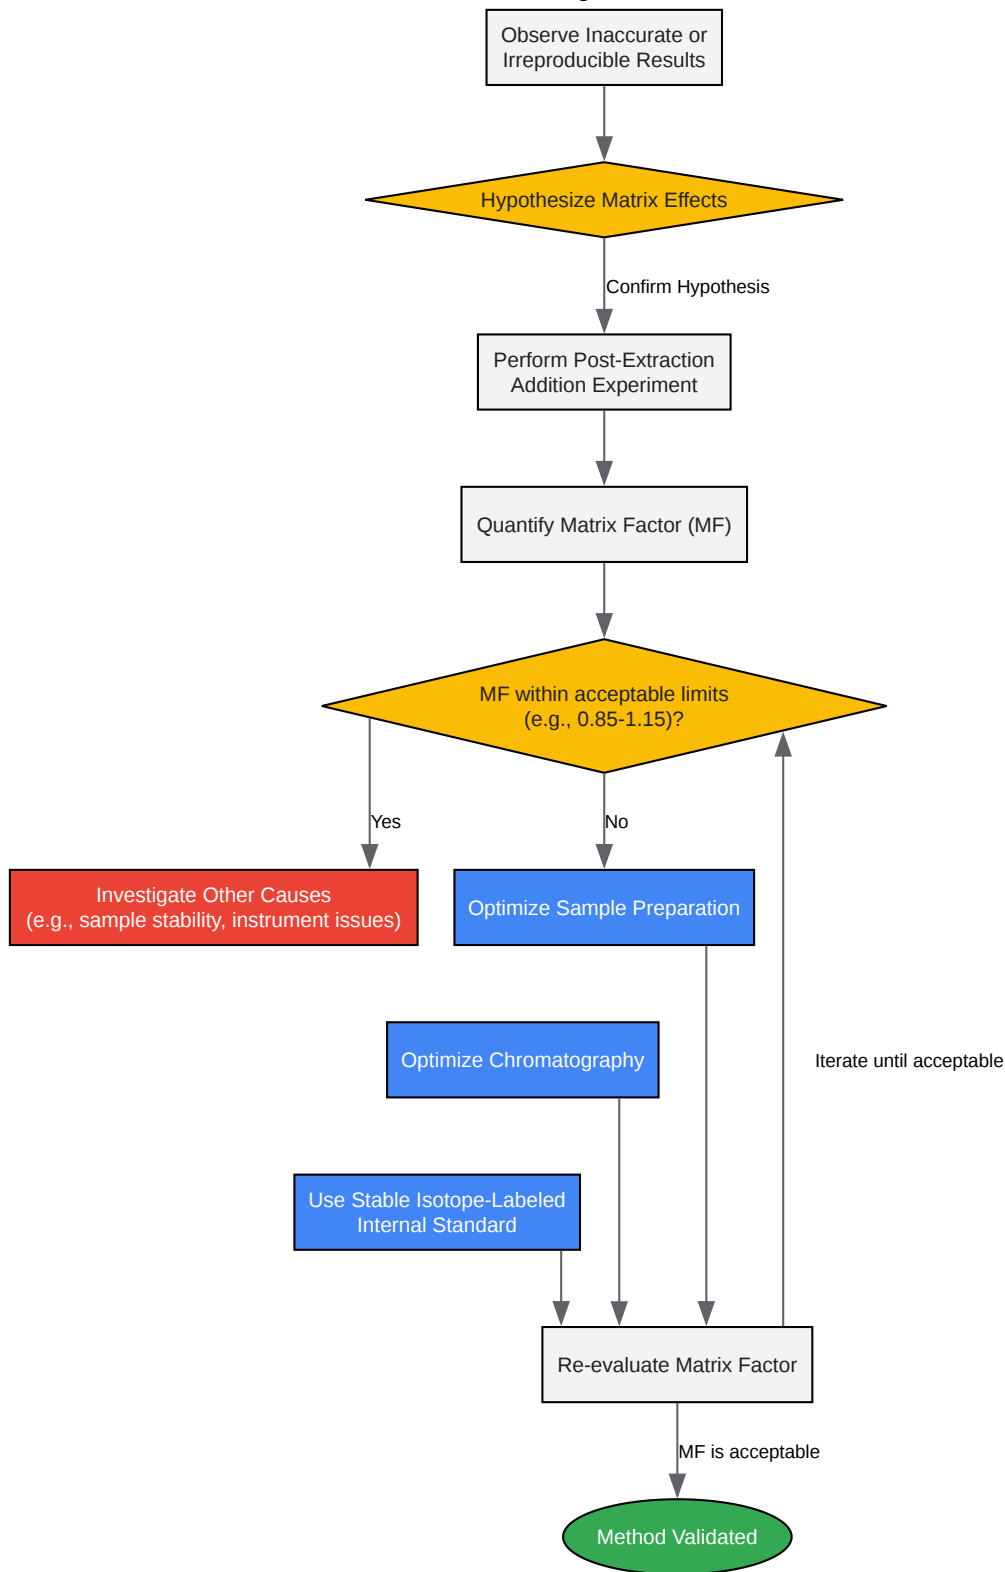 Observe Inaccurate or
Irreproducible Results
Hypothesize Matrix Effects
Confirm Hypothesis
Perform Post-Extraction
Addition Experiment
Quantify Matrix Factor (MF)
MF within acceptable limits
(e.g., 0.85-1.15)?
Yes
No
Investigate Other Causes
(e.g., sample stability, instrument issues)
Optimize Sample Preparation
Optimize Chromatography
Iterate until acceptable
Use Stable Isotope-Labeled
Internal Standard
Re-evaluate Matrix Factor
MF is acceptable
Method Validated